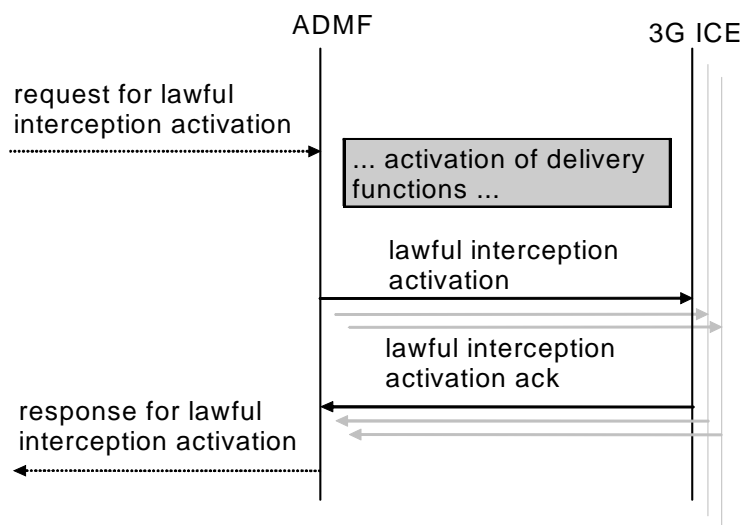 ADMF
3G ICE
request for lawful
interception activation
... activation of delivery
functions ...
lawful interception
activation
lawful interception
activation ack
response for lawful
interception activation